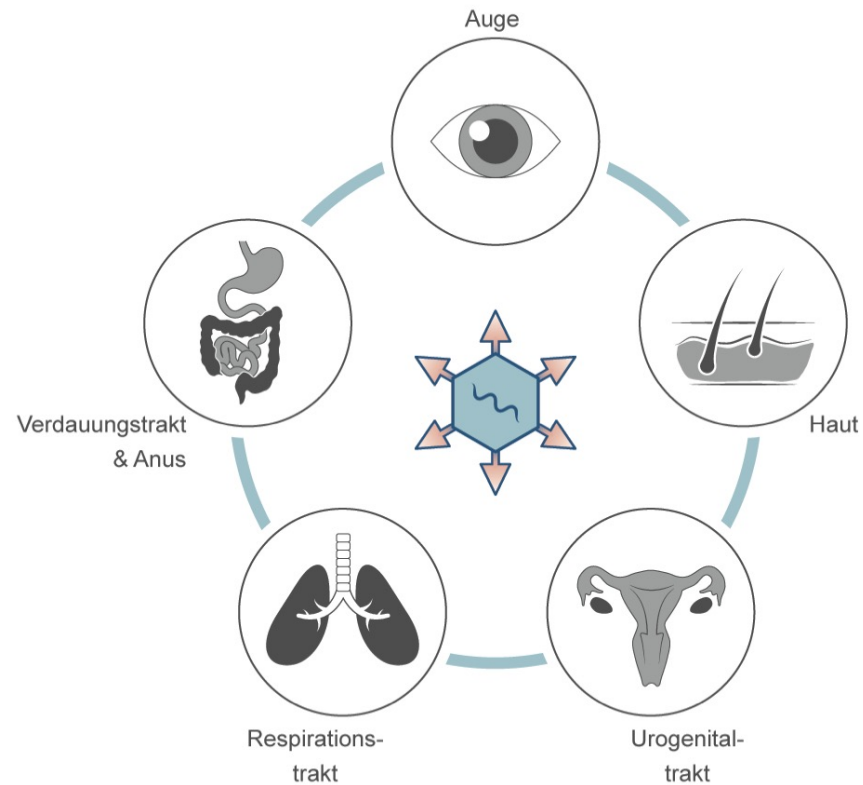 Auge
Verdauungstrakt
& Anus
Haut
Respirations-
trakt
Urogenital-
trakt